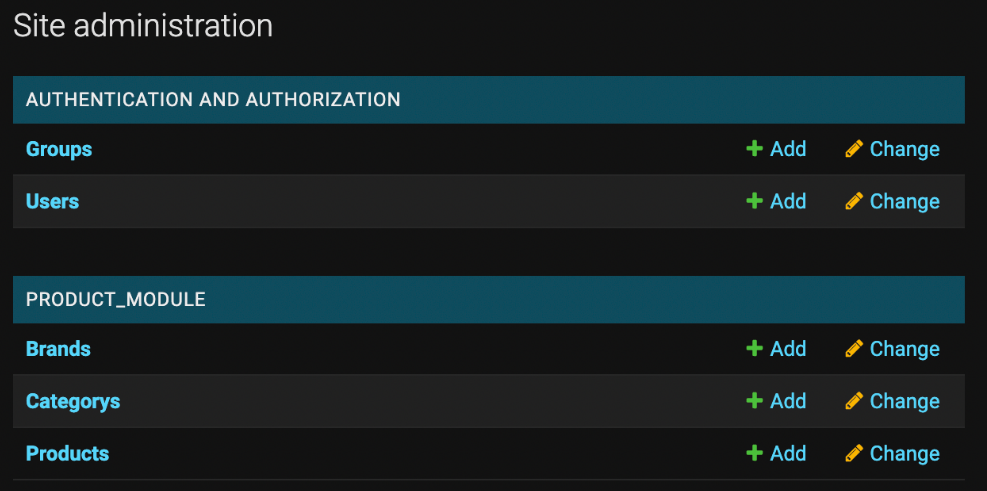 Site administration
AUTHENTICATION AND AUTHORIZATION
Groups Add Change
Users Add Change
PRODUCT_MODULE
Brands Add Change
Categorys Add Change
Products Add Change